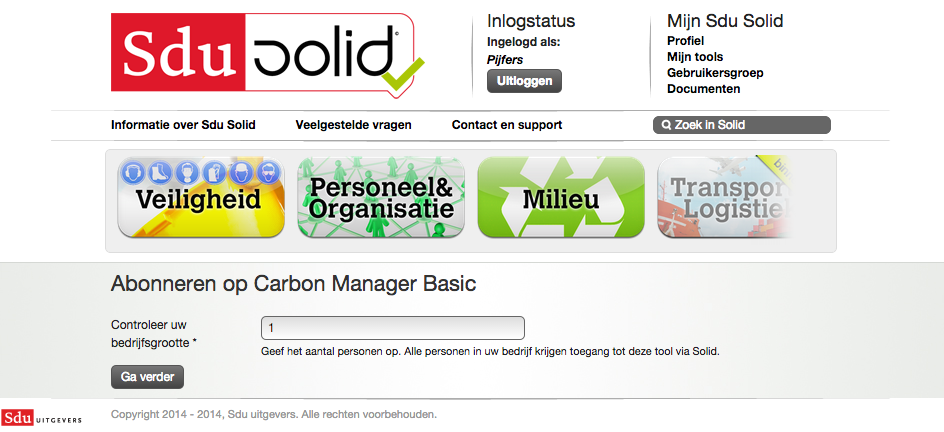 Sdu solid
Inlogstatus
Ingelogd als:
Pijfers
Uitloggen
Mijn Sdu Solid
Profiel
Mijn tools
Gebruikersgroep
Documenten
Informatie over Sdu Solid
Veelgestelde vragen
Contact en support
Zoek in Solid
Veiligheid
Personeel&
Organisatie
Milieu
Transpor
Logistie
Abonneren op Carbon Manager Basic
Controleer uw
bedrijfsgrootte *
1
Geef het aantal personen op. Alle personen in uw bedrijf krijgen toegang tot deze tool via Solid.
Ga verder
Copyright 2014 - 2014, Sdu uitgevers. Alle rechten voorbehouden.
Sdu UITGEVERS